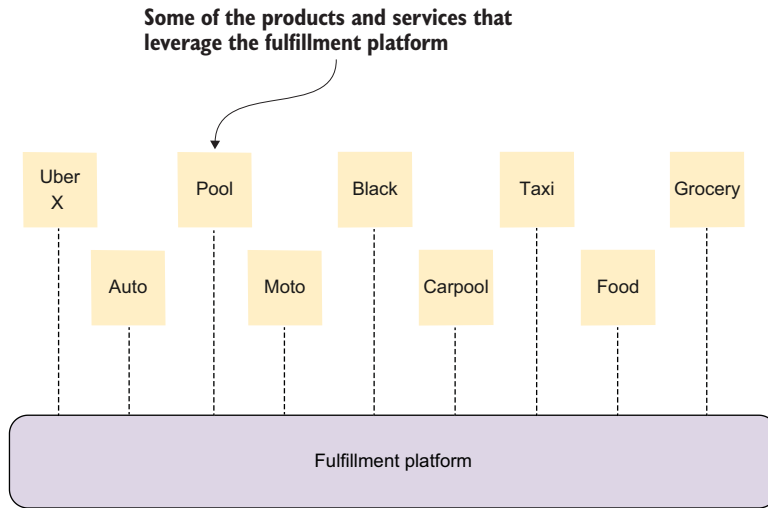 Some of the products and services that
leverage the fulfillment platform
Uber
X
Pool
Black
Taxi
Grocery
Auto
Moto
Carpool
Food
Fulfillment platform